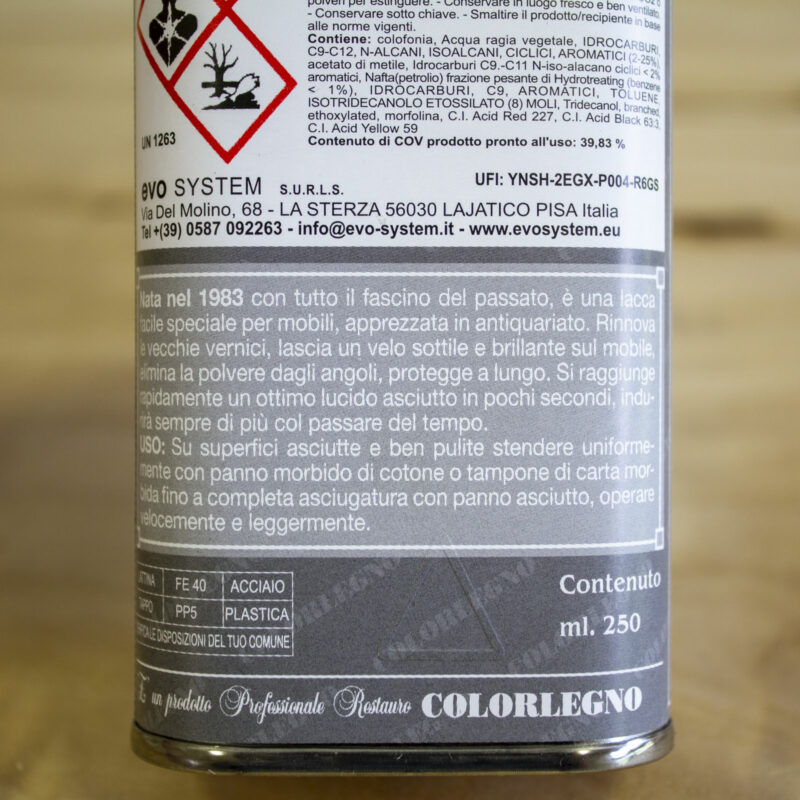 polveri per estinguere. - Conservare in luogo fresco e ben ventilato.
- Conservare sotto chiave. - Smaltire il prodotto/recipiente in base
alle norme vigenti.
Contiene: colofonia, Acqua ragia vegetale, IDROCARBURI,
C9-C12, N-ALCANI, ISOALCANI, CICLICI, AROMATICI (2-25%),
acetato di metile, Idrocarburi C9.-C11 N-iso-alacano ciclici < 2%
aromatici, Nafta(petrolio) frazione pesante di Hydrotreating (benzene
< 1%), IDROCARBURI, C9, AROMATICI, TOLUENE,
ISOTRIDECANOLO ETOSSILATO (8) MOLI, Tridecanol, branched,
ethoxylated, morfolina, C.I. Acid Red 227, C.I. Acid Black 63:3,
C.I. Acid Yellow 59
Contenuto di COV prodotto pronto all'uso: 39,83 %
UN 1263
evo SYSTEM S.U.R.L.S.
UFI: YNSH-2EGX-P004-R6GS
Via Del Molino, 68 - LA STERZA 56030 LAJATICO PISA Italia
Tel +(39) 0587 092263 - info@evo-system.it - www.evosystem.eu
Nata nel 1983 con tutto il fascino del passato, è una lacca
facile speciale per mobili, apprezzata in antiquariato. Rinnova
le vecchie vernici, lascia un velo sottile e brillante sul mobile,
elimina la polvere dagli angoli, protegge a lungo. Si raggiunge
rapidamente un ottimo lucido asciutto in pochi secondi, indu-
rirà sempre di più col passare del tempo.
USO: Su superfici asciutte e ben pulite stendere uniforme-
mente con panno morbido di cotone o tampone di carta mor-
bida fino a completa asciugatura con panno asciutto, operare
velocemente e leggermente.
LATTINA FE 40 ACCIAIO
TAPPO PP5 PLASTICA
VERIFICA LE DISPOSIZIONI DEL TUO COMUNE
Contenuto
ml. 250
COLORLEGNO
E' un prodotto Professionale Restauro COLORLEGNO